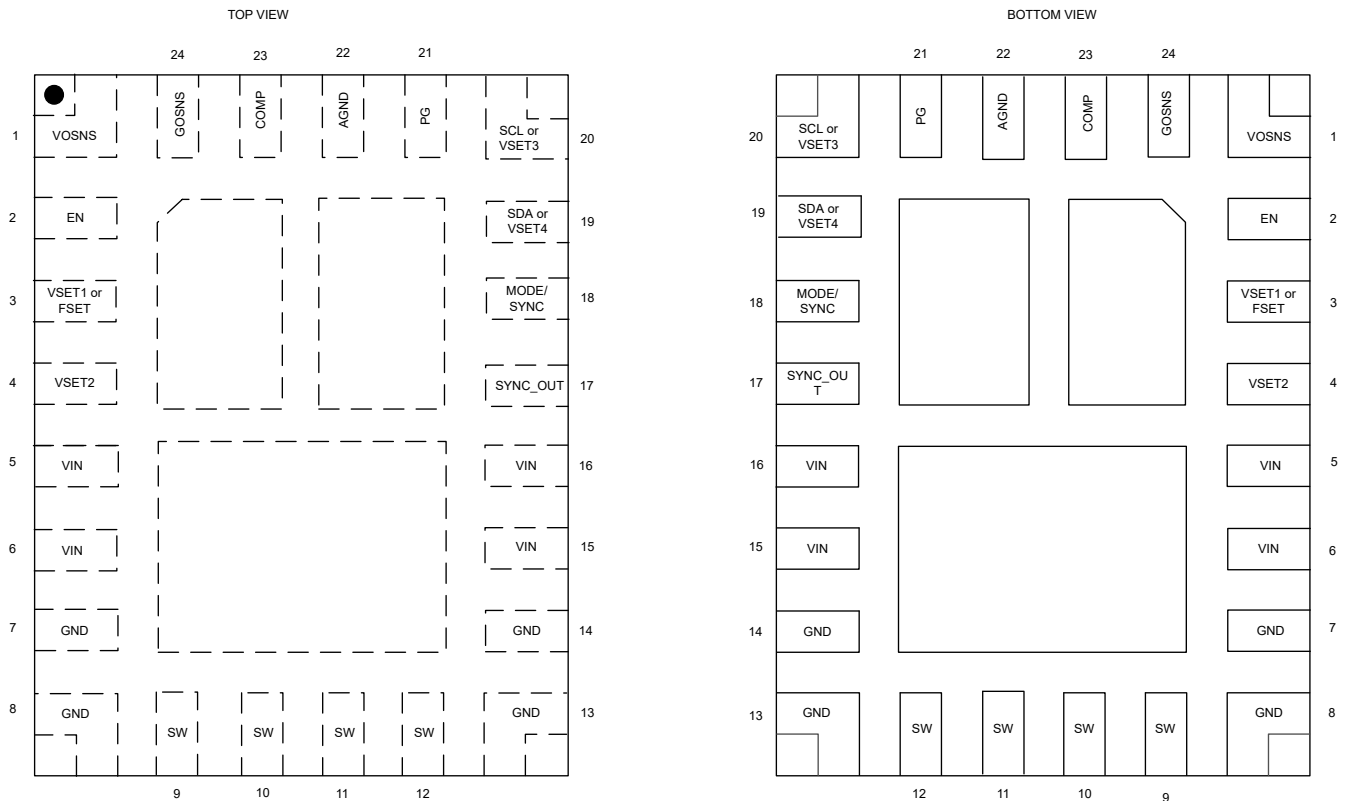 TOP VIEW
24
23
22
21
GOSNS
COMP
AGND
PG
1
VOSNS
SCL or
VSET3
20
2
EN
SDA or
VSET4
19
3
VSET1 or
FSET
MODE/
SYNC
18
4
VSET2
SYNC_OUT
17
5
VIN
VIN
16
6
VIN
VIN
15
7
GND
GND
14
8
GND
SW
SW
SW
SW
GND
13
9
10
11
12
BOTTOM VIEW
21
22
23
24
PG
AGND
COMP
GOSNS
20
SCL or
VSET3
VOSNS
1
19
SDA or
VSET4
EN
2
18
MODE/
SYNC
VSET1 or
FSET
3
17
SYNC_OU
T
VSET2
4
16
VIN
VIN
5
15
VIN
VIN
6
14
GND
GND
7
13
GND
SW
SW
SW
SW
GND
8
12
11
10
9